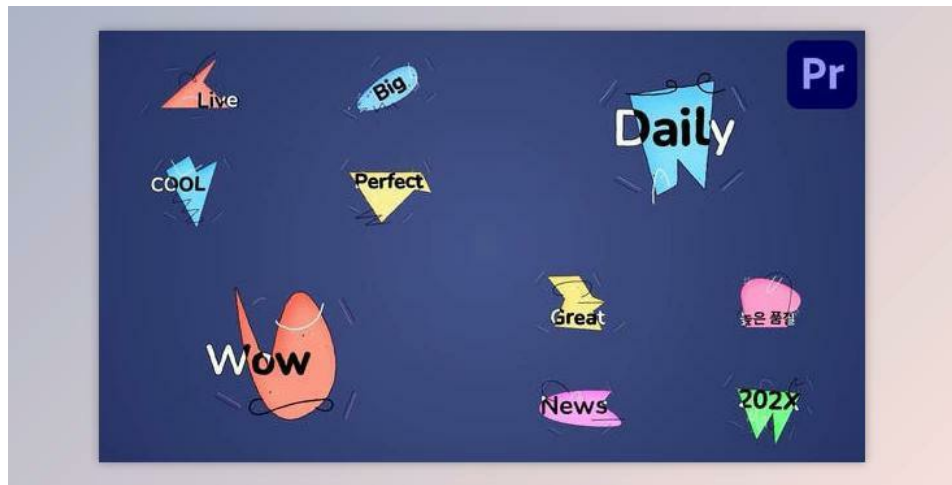 Pr
Live
Big
Daily
COOL
Perfect
Wow
Great
높은 품질
News
202X